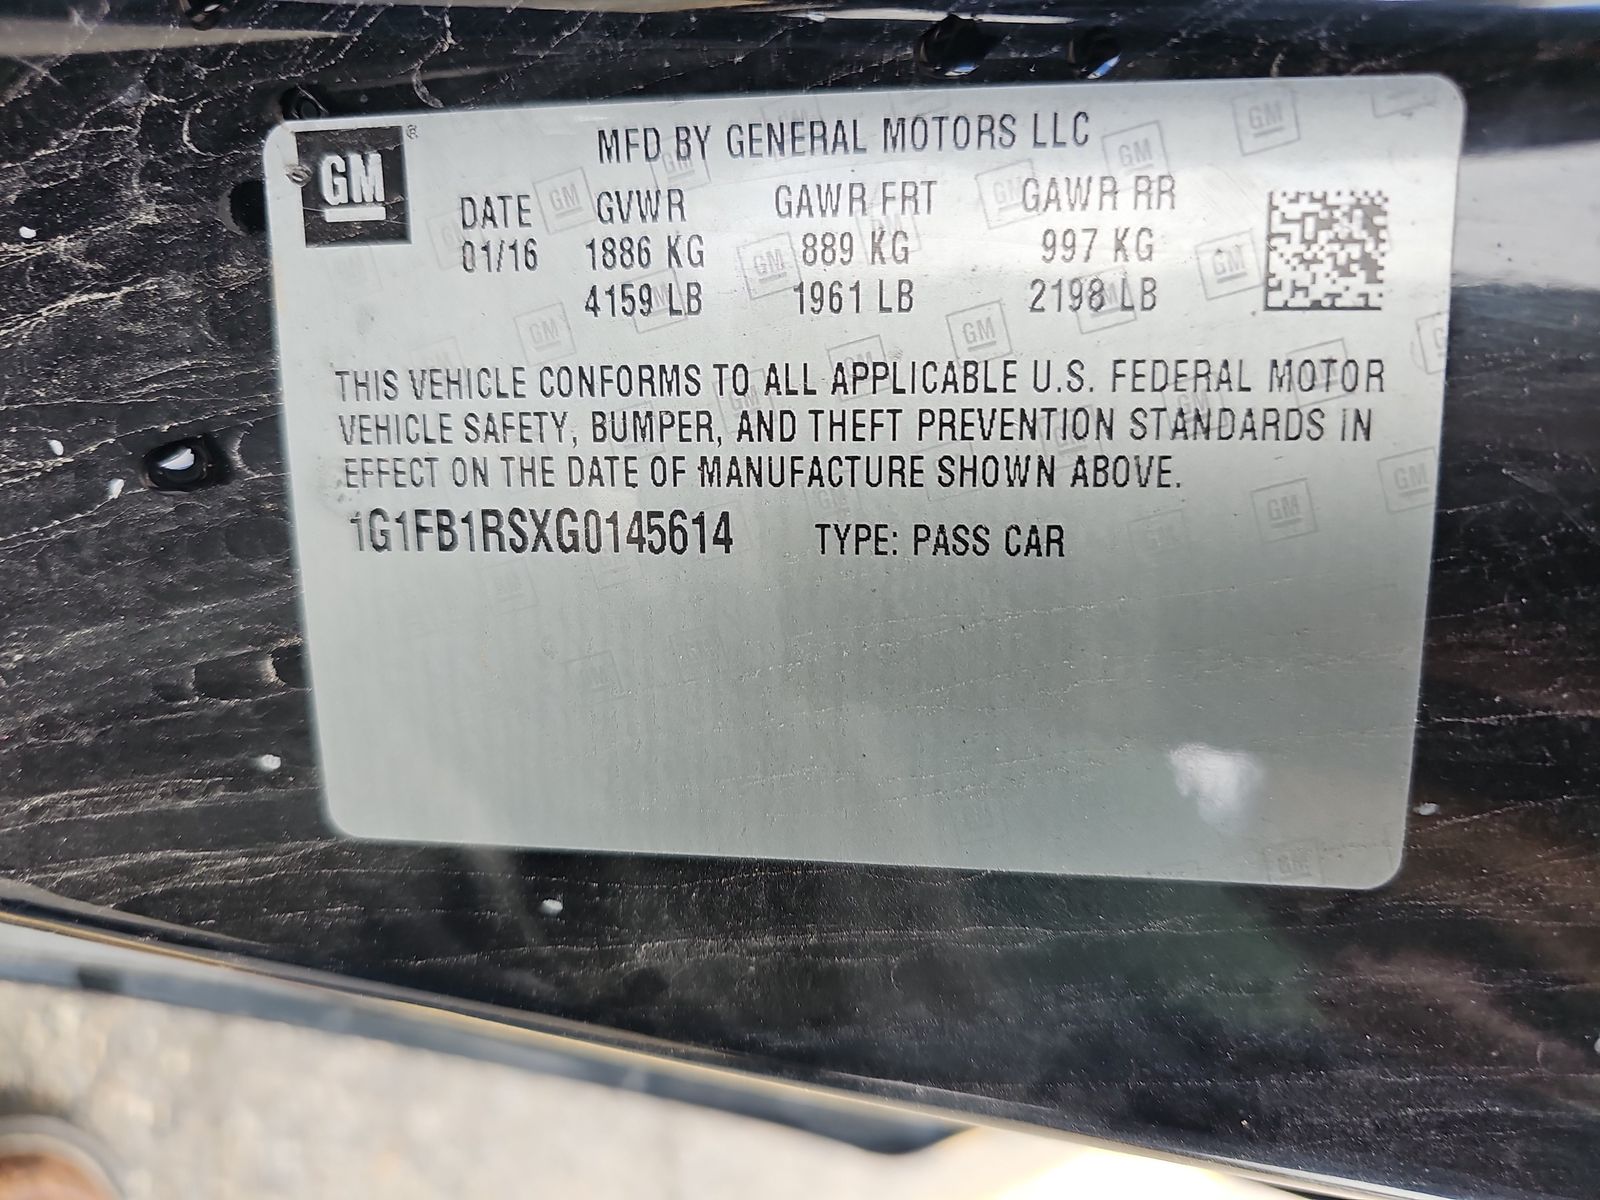 GM
MFD BY GENERAL MOTORS LLC
DATE GVWR GAWR FRT GAWR RR
01/16 1886 KG 889 KG 997 KG
4159 LB 1961 LB 2198 LB
THIS VEHICLE CONFORMS TO ALL APPLICABLE U.S. FEDERAL MOTOR
VEHICLE SAFETY, BUMPER, AND THEFT PREVENTION STANDARDS IN
EFFECT ON THE DATE OF MANUFACTURE SHOWN ABOVE.
1G1FB1RSXG0145614 TYPE: PASS CAR